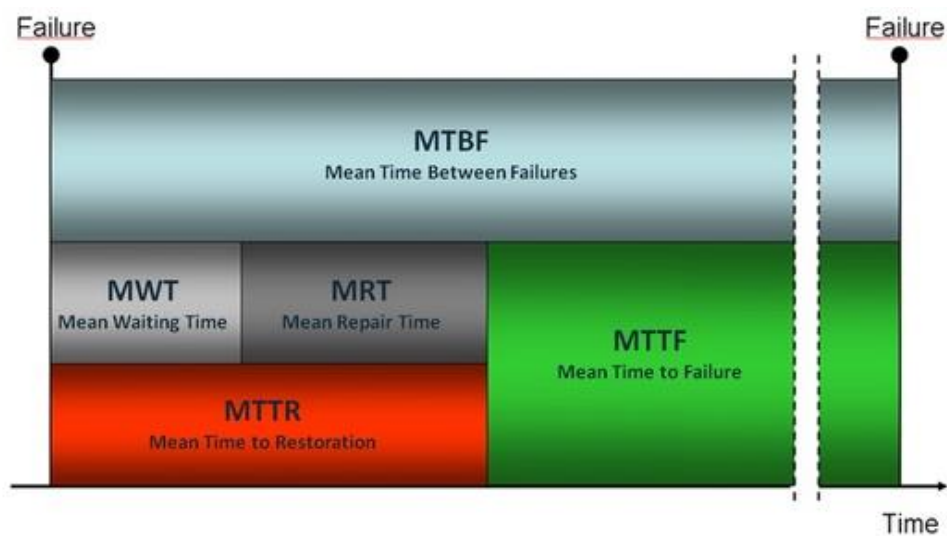 Failure
Failure
MTBF
Mean Time Between Failures
MWT
Mean Waiting Time
MRT
Mean Repair Time
MTTF
Mean Time to Failure
MTTR
Mean Time to Restoration
Time